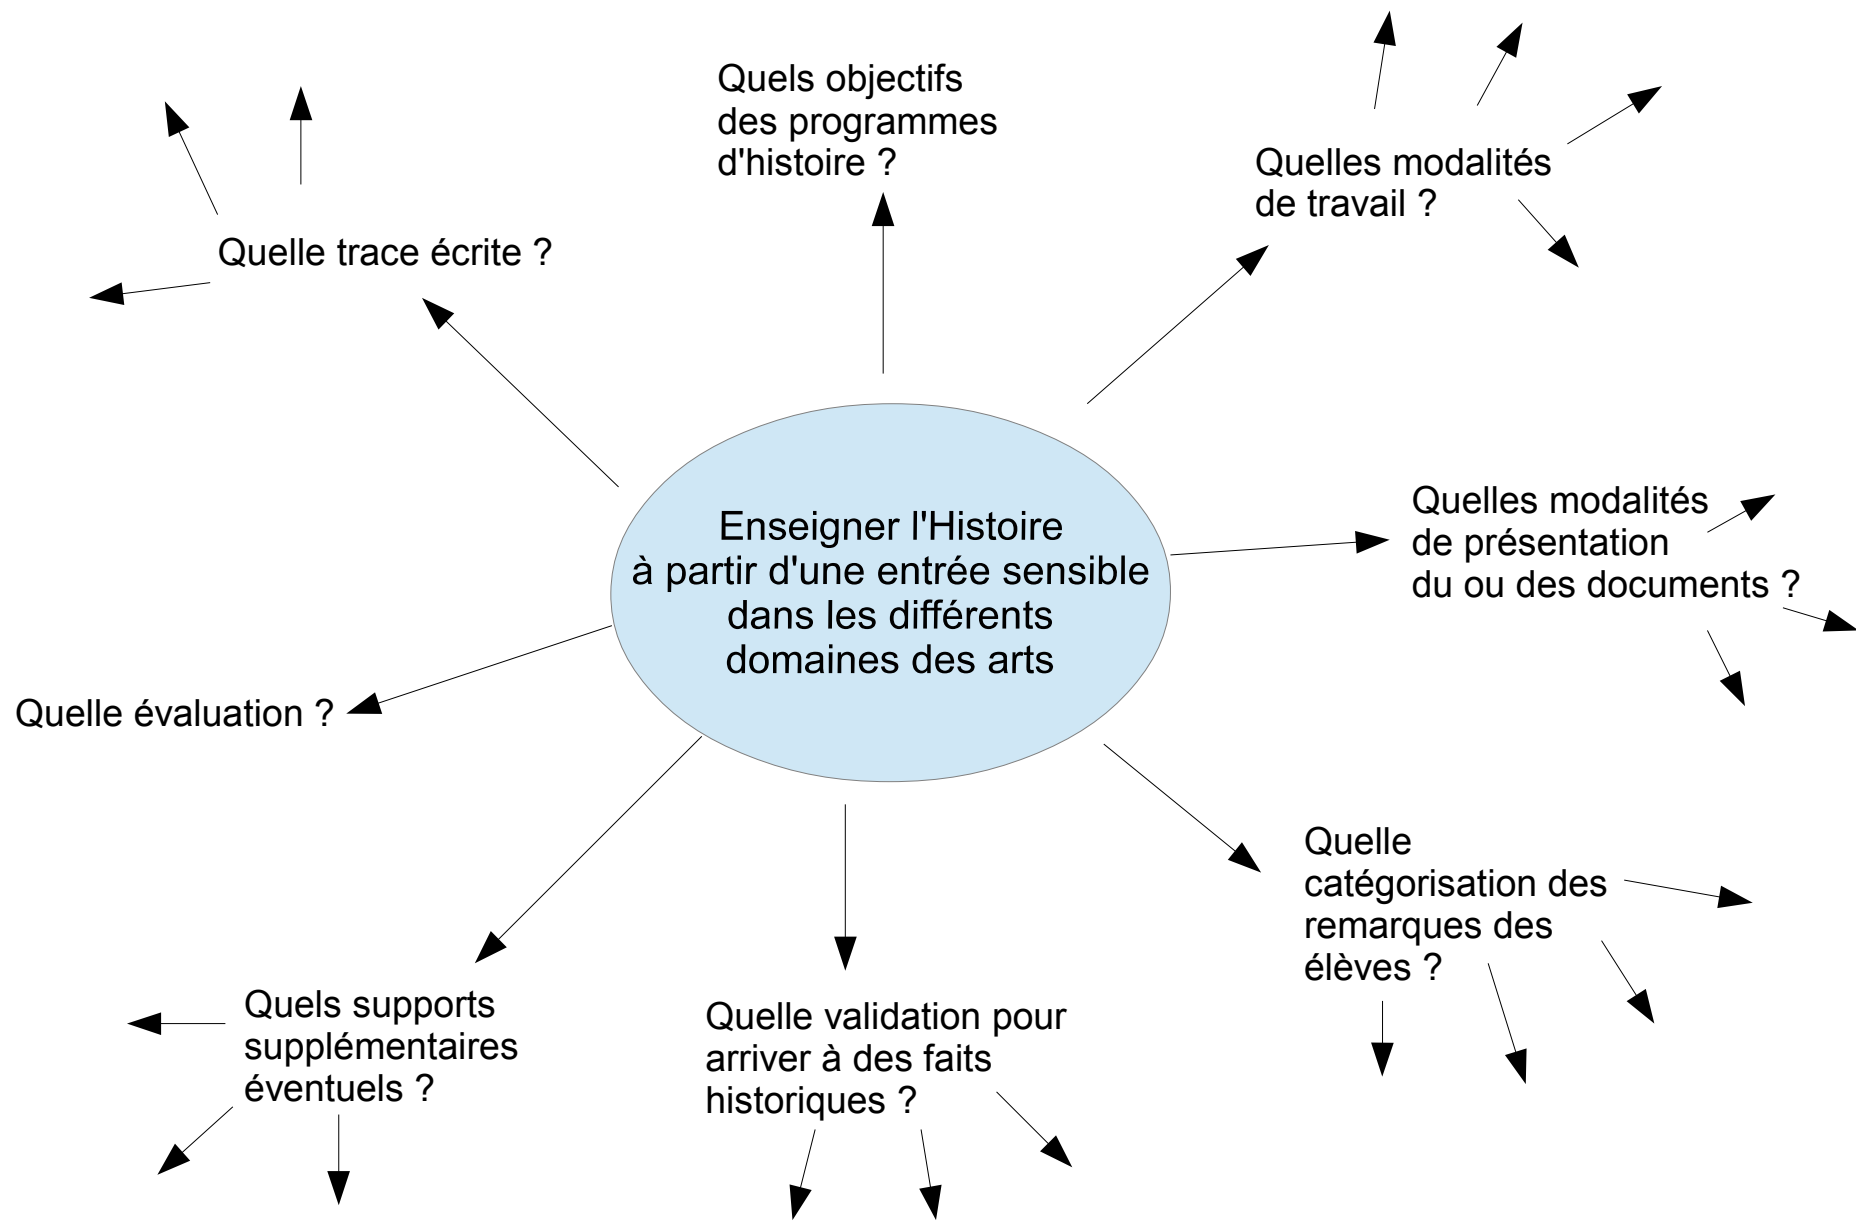 Quels objectifs
des programmes
d'histoire ?
Quelles modalités
de travail ?
Quelle trace écrite ?
Enseigner l'Histoire
à partir d'une entrée sensible
dans les différents
domaines des arts
Quelles modalités
de présentation
du ou des documents ?
Quelle évaluation ?
Quelle
catégorisation des
remarques des
élèves ?
Quels supports
supplémentaires
éventuels ?
Quelle validation pour
arriver à des faits
historiques ?